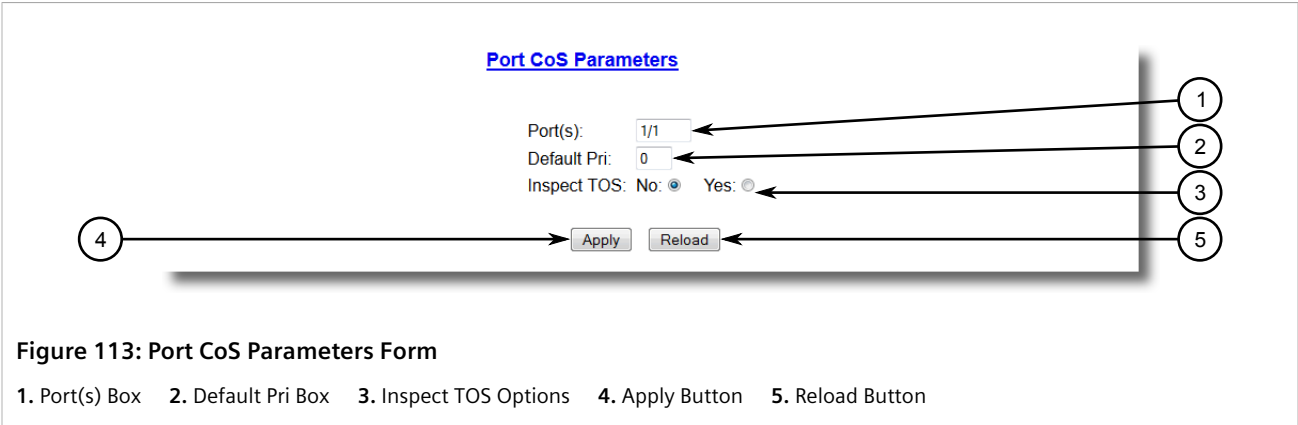 Port CoS Parameters
1
Port(s): 1/1
2
Default Pri: 0
Inspect TOS: No: Yes:
3
4
Apply Reload
5
Figure 113: Port CoS Parameters Form
1. Port(s) Box 2. Default Pri Box 3. Inspect TOS Options 4. Apply Button 5. Reload Button